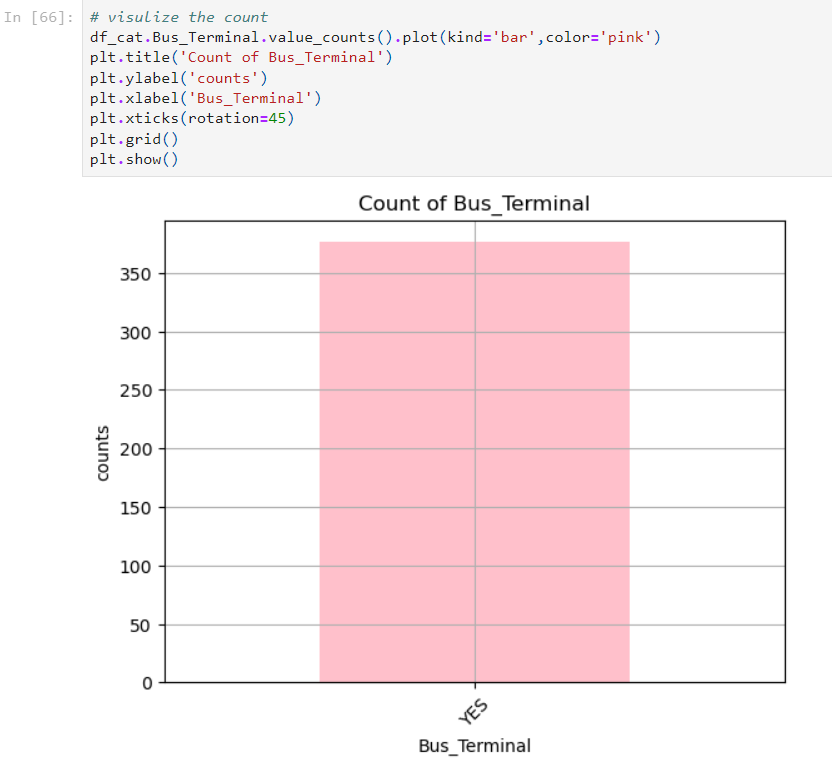 In [66]:
# visulize the count
df_cat.Bus_Terminal.value_counts().plot(kind='bar',color='pink')
plt.title('Count of Bus_Terminal')
plt.ylabel('counts')
plt.xlabel('Bus_Terminal')
plt.xticks(rotation=45)
plt.grid()
plt.show()
Count of Bus_Terminal
350
300
250
200
150
100
50
0
counts
YES
Bus_Terminal